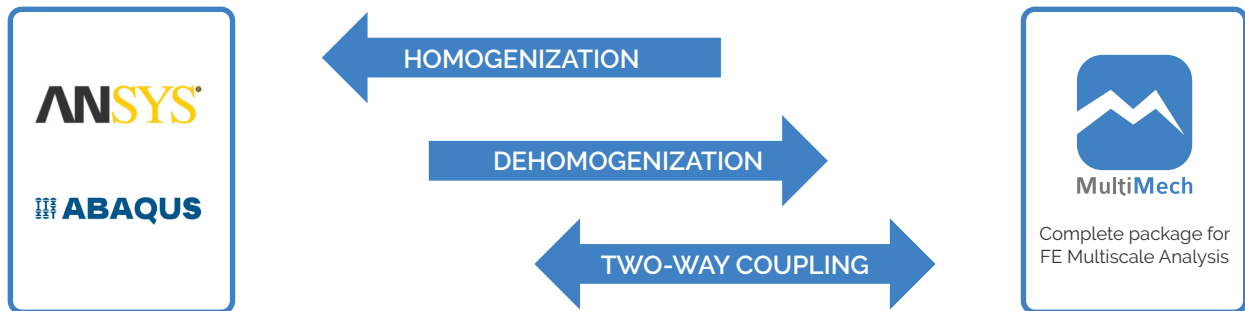 ANSYS
ABAQUS
HOMOGENIZATION
DEHOMOGENIZATION
TWO-WAY COUPLING
MultiMech
Complete package for
FE Multiscale Analysis